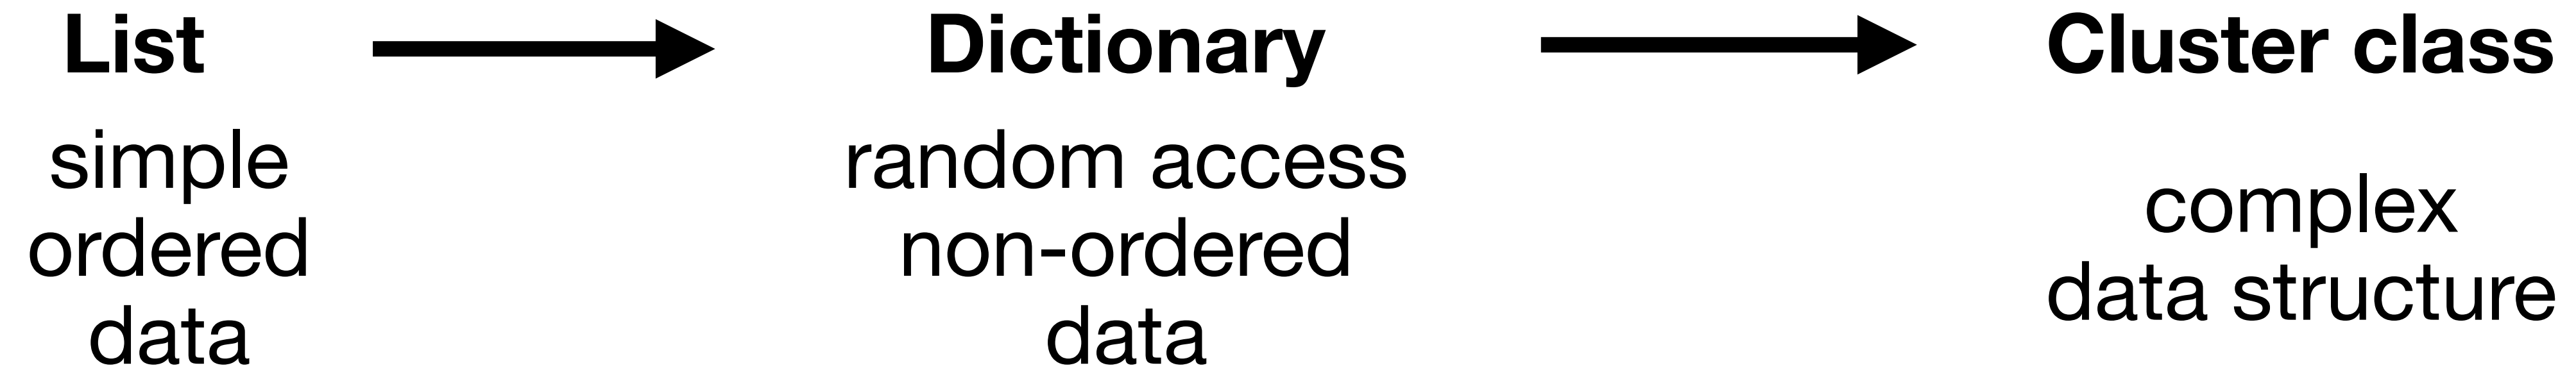 List
simple
ordered
data
Dictionary
random access
non-ordered
data
Cluster class
complex
data structure